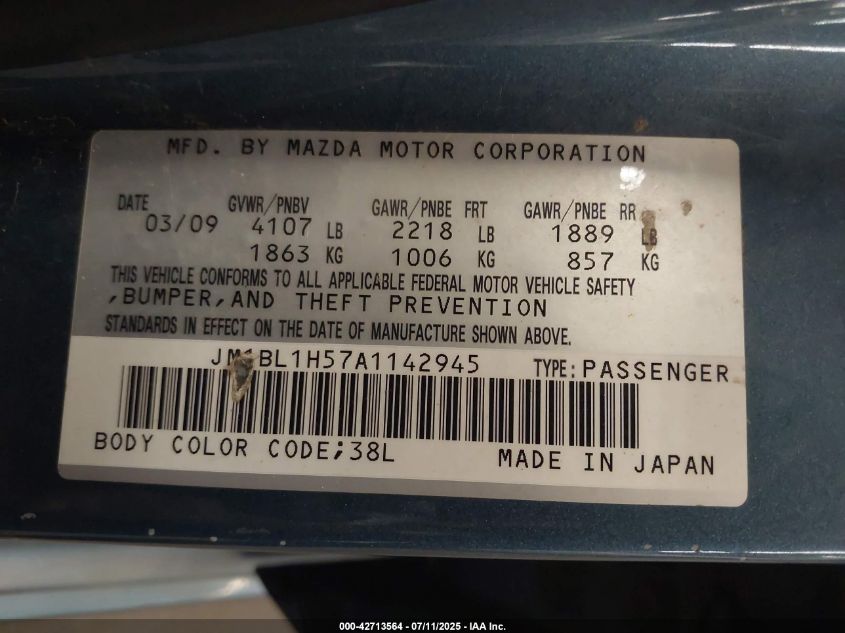 MFD. BY MAZDA MOTOR CORPORATION
DATE GVWR/PNBV GAWR/PNBE FRT GAWR/PNBE RR
03/09 4107 LB 2218 LB 1889 LB
1863 KG 1006 KG 857 KG
THIS VEHICLE CONFORMS TO ALL APPLICABLE FEDERAL MOTOR VEHICLE SAFETY
,BUMPER,AND THEFT PREVENTION
STANDARDS IN EFFECT ON THE DATE OF MANUFACTURE SHOWN ABOVE.
JM1BL1H57A1142945 TYPE:PASSENGER
BODY COLOR CODE;38L MADE IN JAPAN
000-42713564 - 07/11/2025 - IAA Inc.